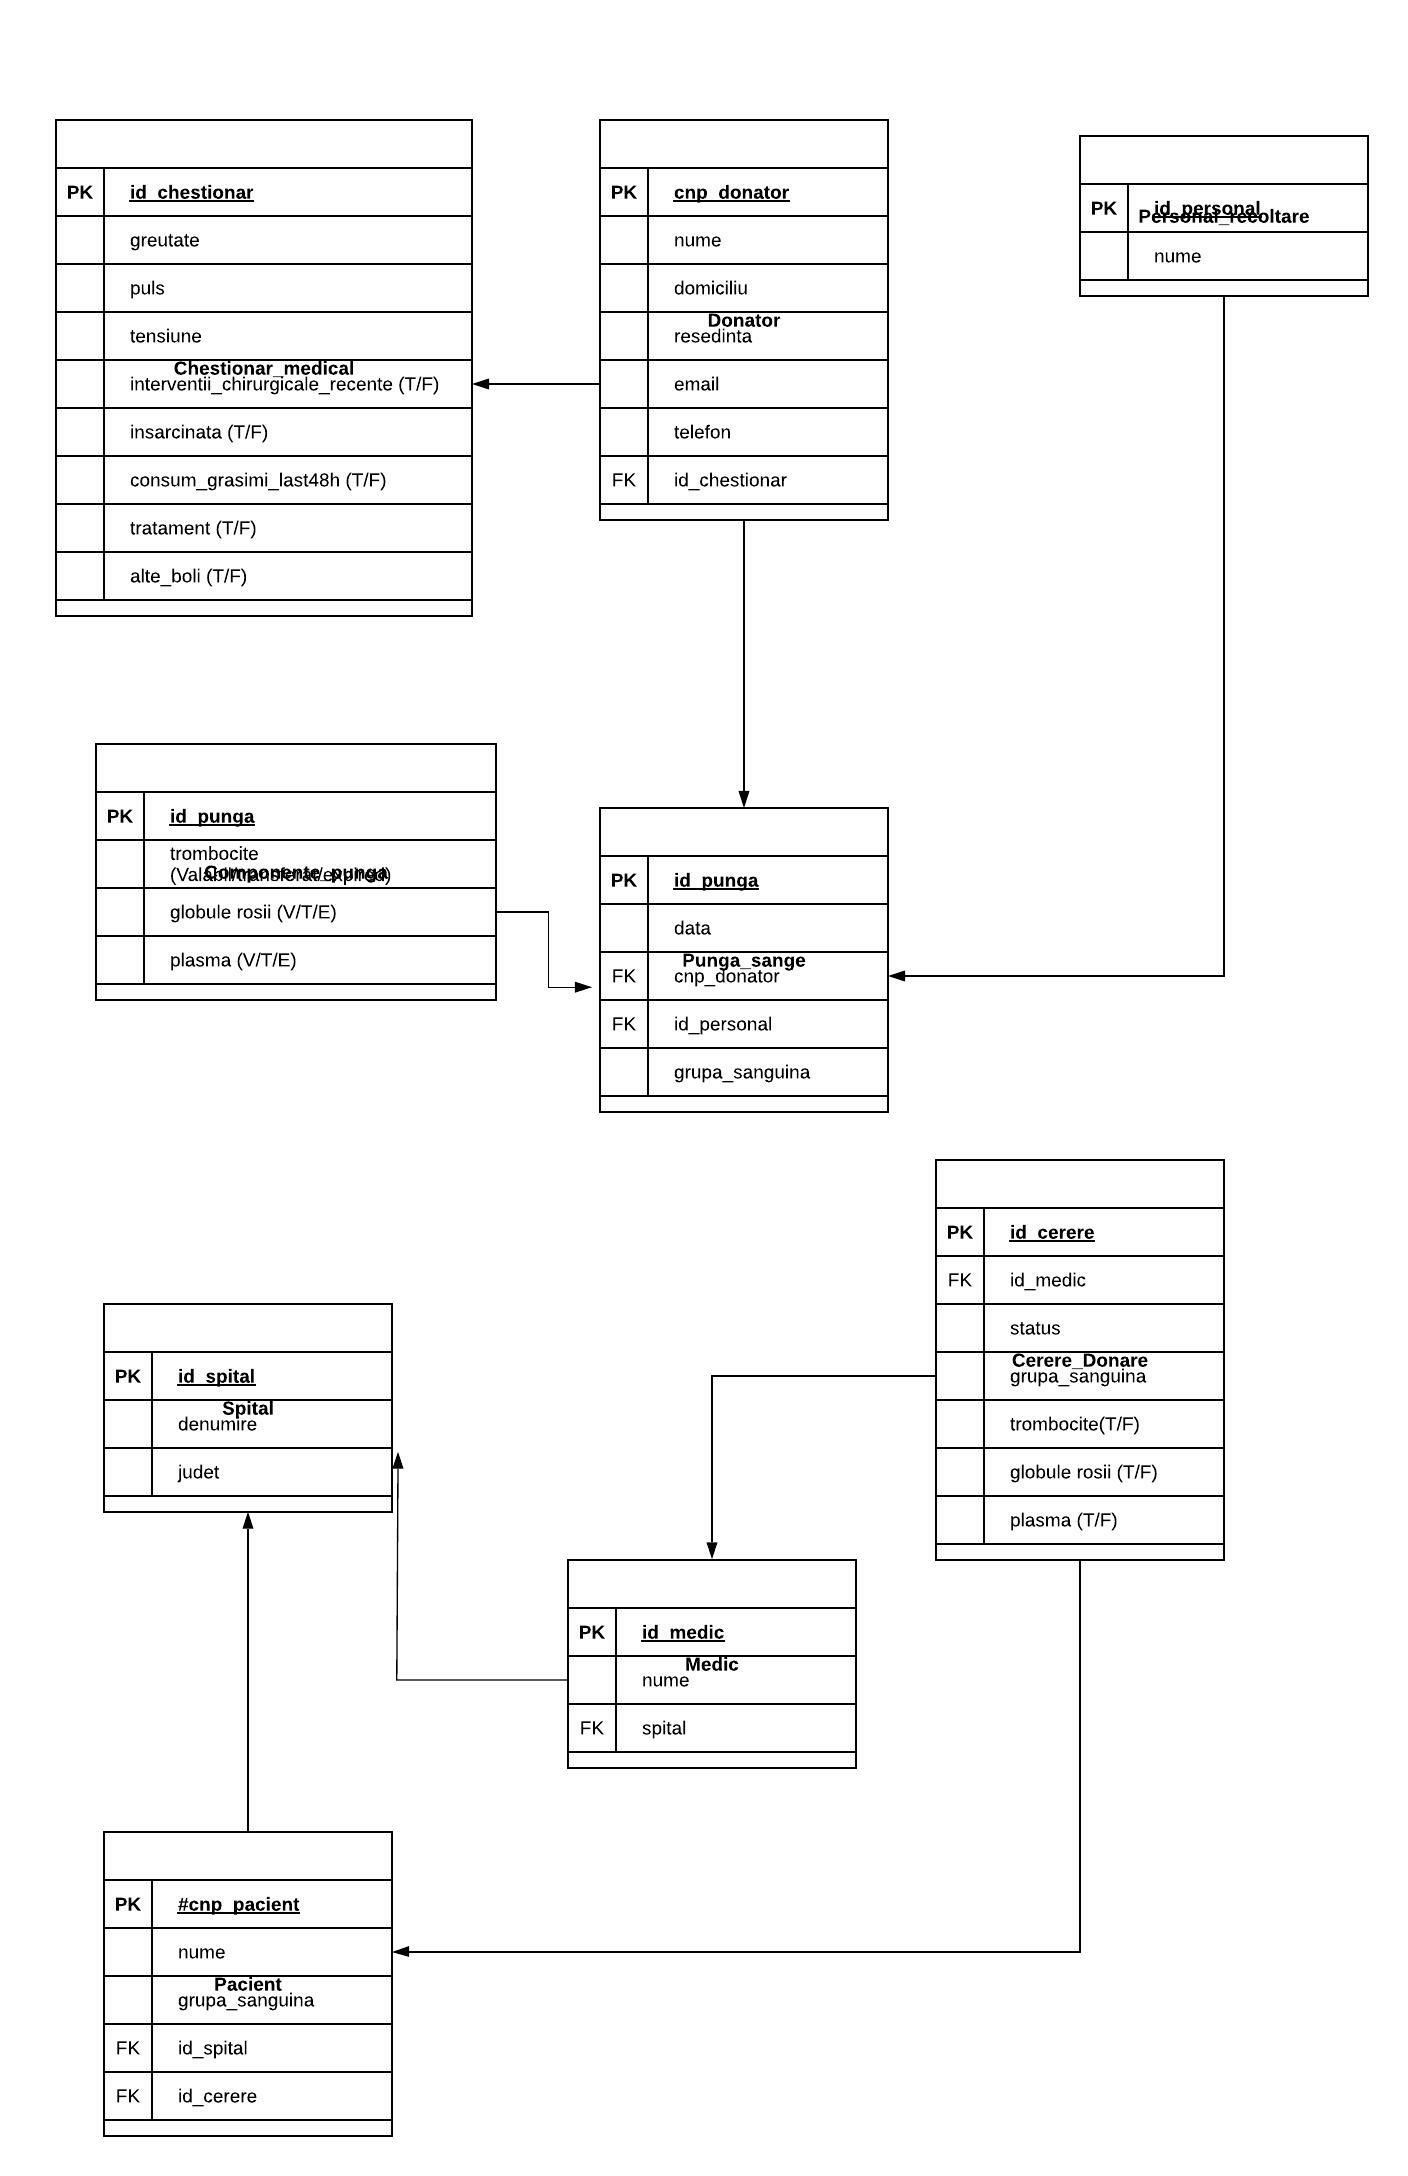 PK id_chestionar
greutate
puls
tensiune
Chestionar_medical
interventii_chirurgicale_recente (T/F)
insarcinata (T/F)
consum_grasimi_last48h (T/F)
tratament (T/F)
alte_boli (T/F)
PK cnp_donator
nume
domiciliu
Donator
resedinta
email
telefon
FK id_chestionar
PK id_personal
Personal_recoltare
nume
PK id_punga
trombocite
Componente_punga
(Valabil/transferat/expired)
globule rosii (V/T/E)
plasma (V/T/E)
PK id_punga
data
Punga_sange
FK cnp_donator
FK id_personal
grupa_sanguina
PK id_cerere
FK id_medic
status
Cerere_Donare
grupa_sanguina
trombocite(T/F)
globule rosii (T/F)
plasma (T/F)
PK id_spital
Spital
denumire
judet
PK id_medic
Medic
nume
FK spital
PK #cnp_pacient
nume
Pacient
grupa_sanguina
FK id_spital
FK id_cerere